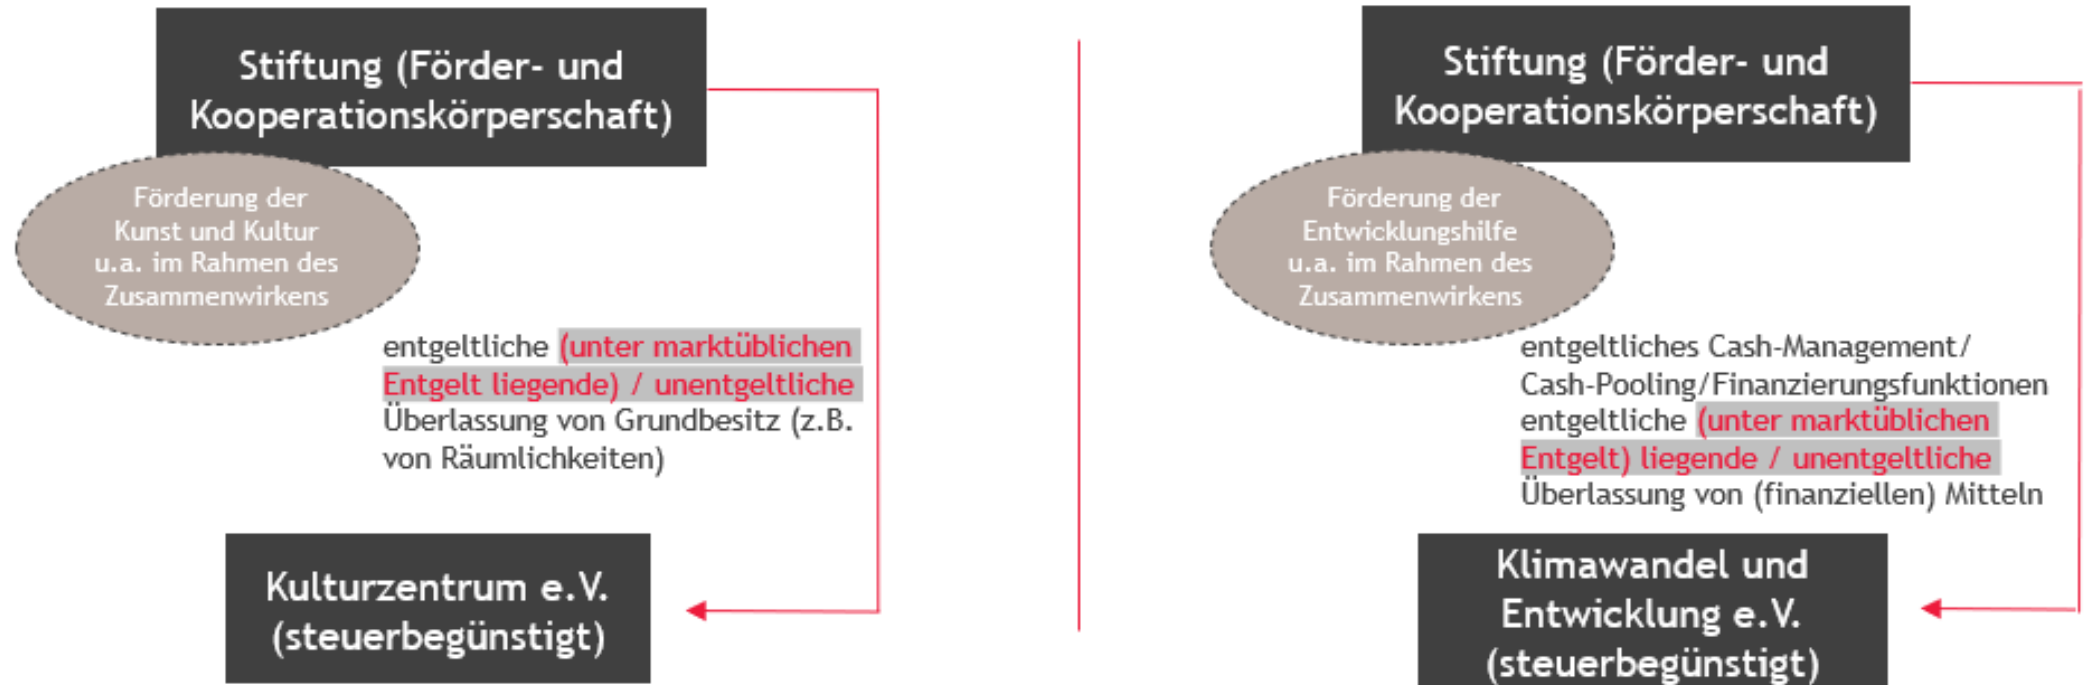 Stiftung (Förder- und
Kooperationskörperschaft)
Förderung der
Kunst und Kultur
u.a. im Rahmen des
Zusammenwirkens
entgeltliche (unter marktüblichen
Entgelt liegende) / unentgeltliche
Überlassung von Grundbesitz (z.B.
von Räumlichkeiten)
Kulturzentrum e.V.
(steuerbegünstigt)
Stiftung (Förder- und
Kooperationskörperschaft)
Förderung der
Entwicklungshilfe
u.a. im Rahmen des
Zusammenwirkens
entgeltliches Cash-Management/
Cash-Pooling/Finanzierungsfunktionen
entgeltliche (unter marktüblichen
Entgelt) liegende / unentgeltliche
Überlassung von (finanziellen) Mitteln
Klimawandel und
Entwicklung e.V.
(steuerbegünstigt)